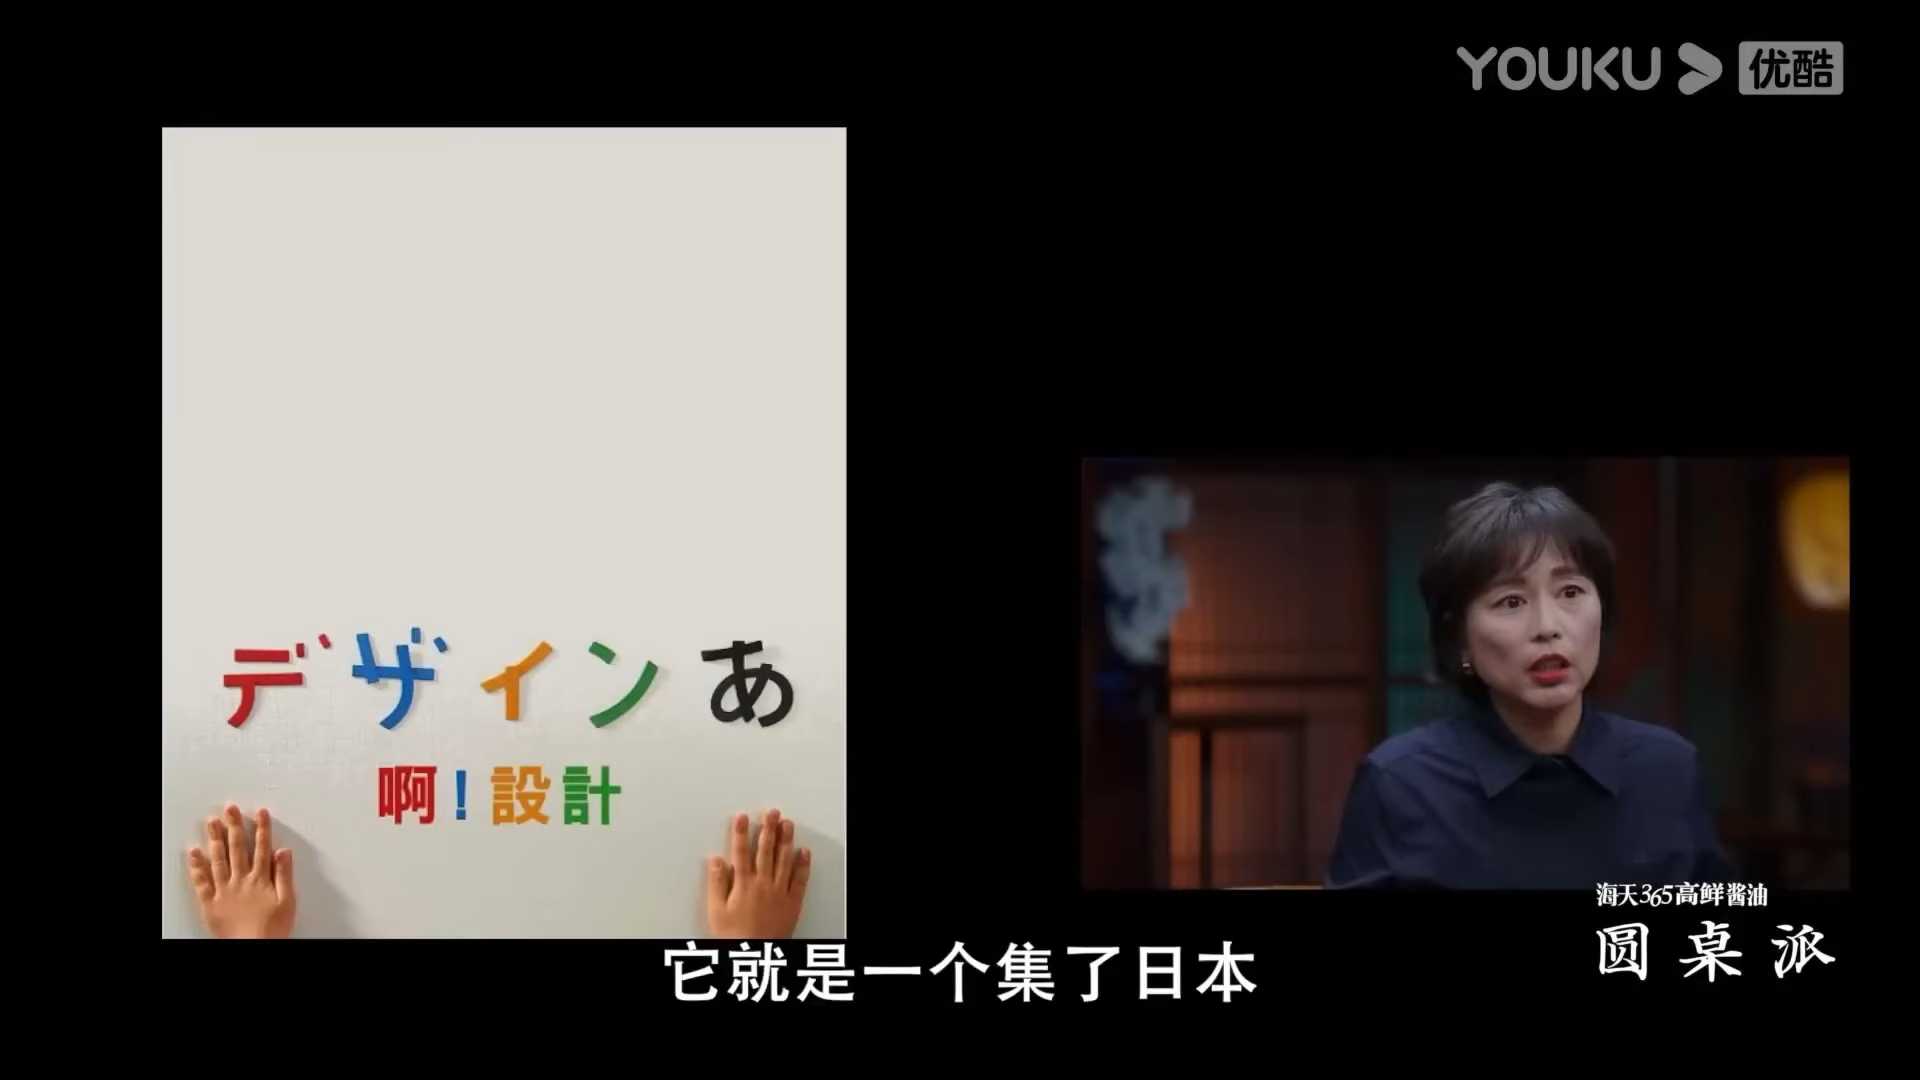 YOUKU 优酷
デザインあ
啊！設計
海天365高鲜酱油
圆桌派
它就是一个集了日本